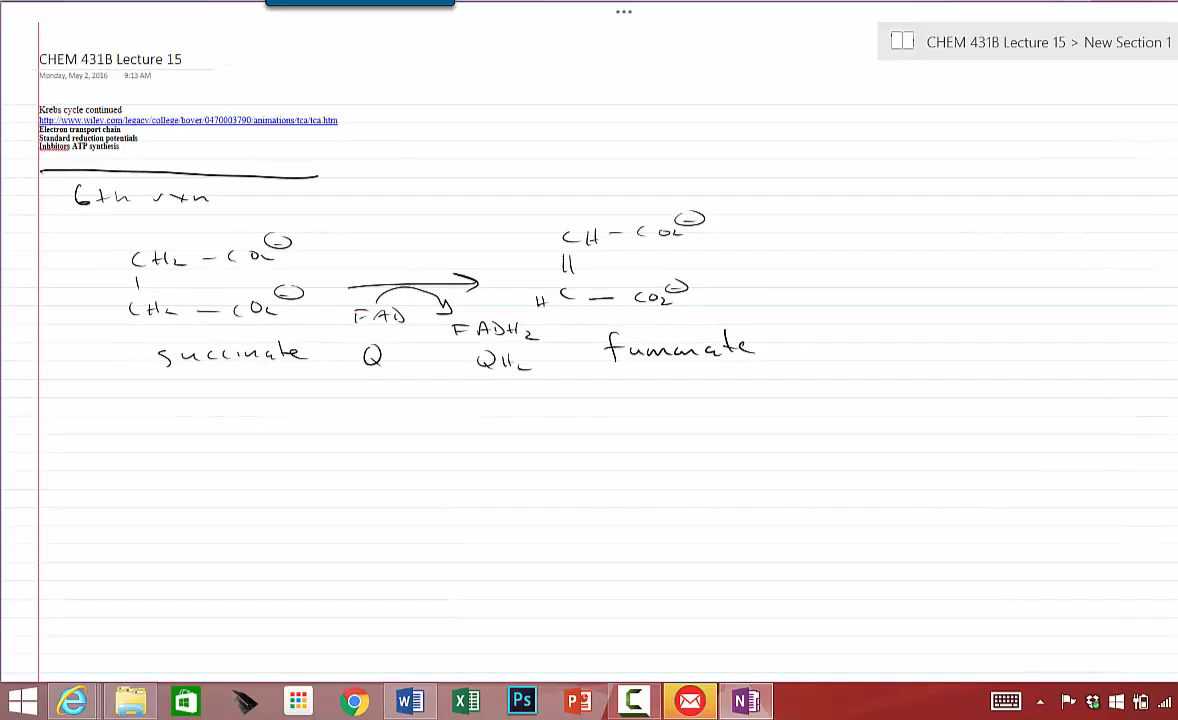 CHEM 431B Lecture 15 > New Section 1
CHEM 431B Lecture 15
Monday, May 2, 2016 9:13 AM
Krebs cycle continued
http://www.wiley.com/legacy/college/boyer/0470003790/animations/tca/tca.htm
Electron transport chain
Standard reduction potentials
Inhbitors ATP synthesis
6th rxn
CH2 - CO2 -
CH2 - CO2 -
succinate
FAD
FADH2
Q
QH2
CH - CO2 -
||
H C - CO2 -
fumarate